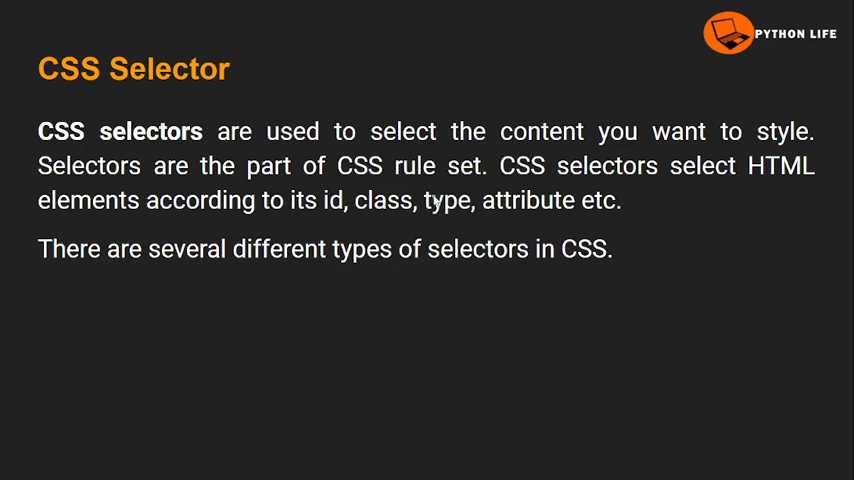 PYTHON LIFE
CSS Selector
CSS selectors are used to select the content you want to style.
Selectors are the part of CSS rule set. CSS selectors select HTML
elements according to its id, class, type, attribute etc.
There are several different types of selectors in CSS.